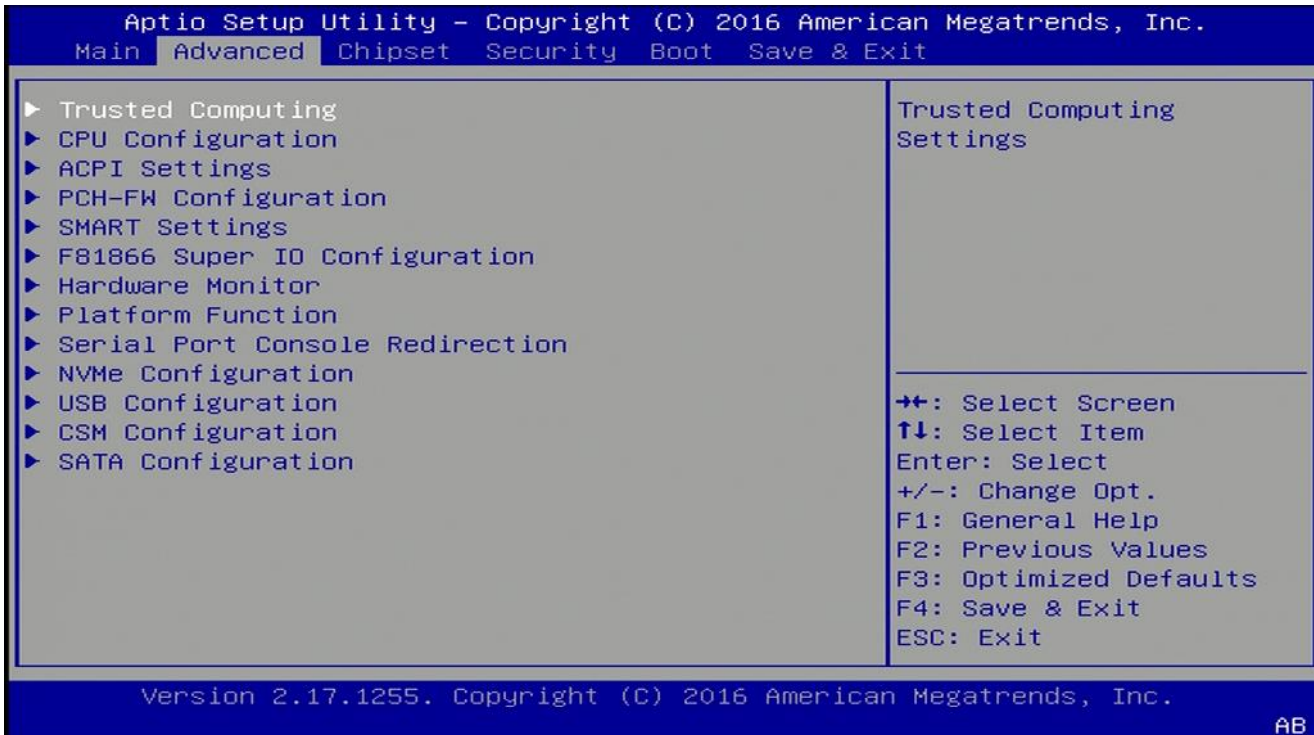 Aptio Setup Utility – Copyright (C) 2016 American Megatrends, Inc.
Main Advanced Chipset Security Boot Save & Exit
► Trusted Computing
► CPU Configuration
► ACPI Settings
► PCH-FW Configuration
► SMART Settings
► F81866 Super IO Configuration
► Hardware Monitor
► Platform Function
► Serial Port Console Redirection
► NVMe Configuration
► USB Configuration
► CSM Configuration
► SATA Configuration
Trusted Computing
Settings
→←: Select Screen
↑↓: Select Item
Enter: Select
+/-: Change Opt.
F1: General Help
F2: Previous Values
F3: Optimized Defaults
F4: Save & Exit
ESC: Exit
Version 2.17.1255. Copyright (C) 2016 American Megatrends, Inc.
AB